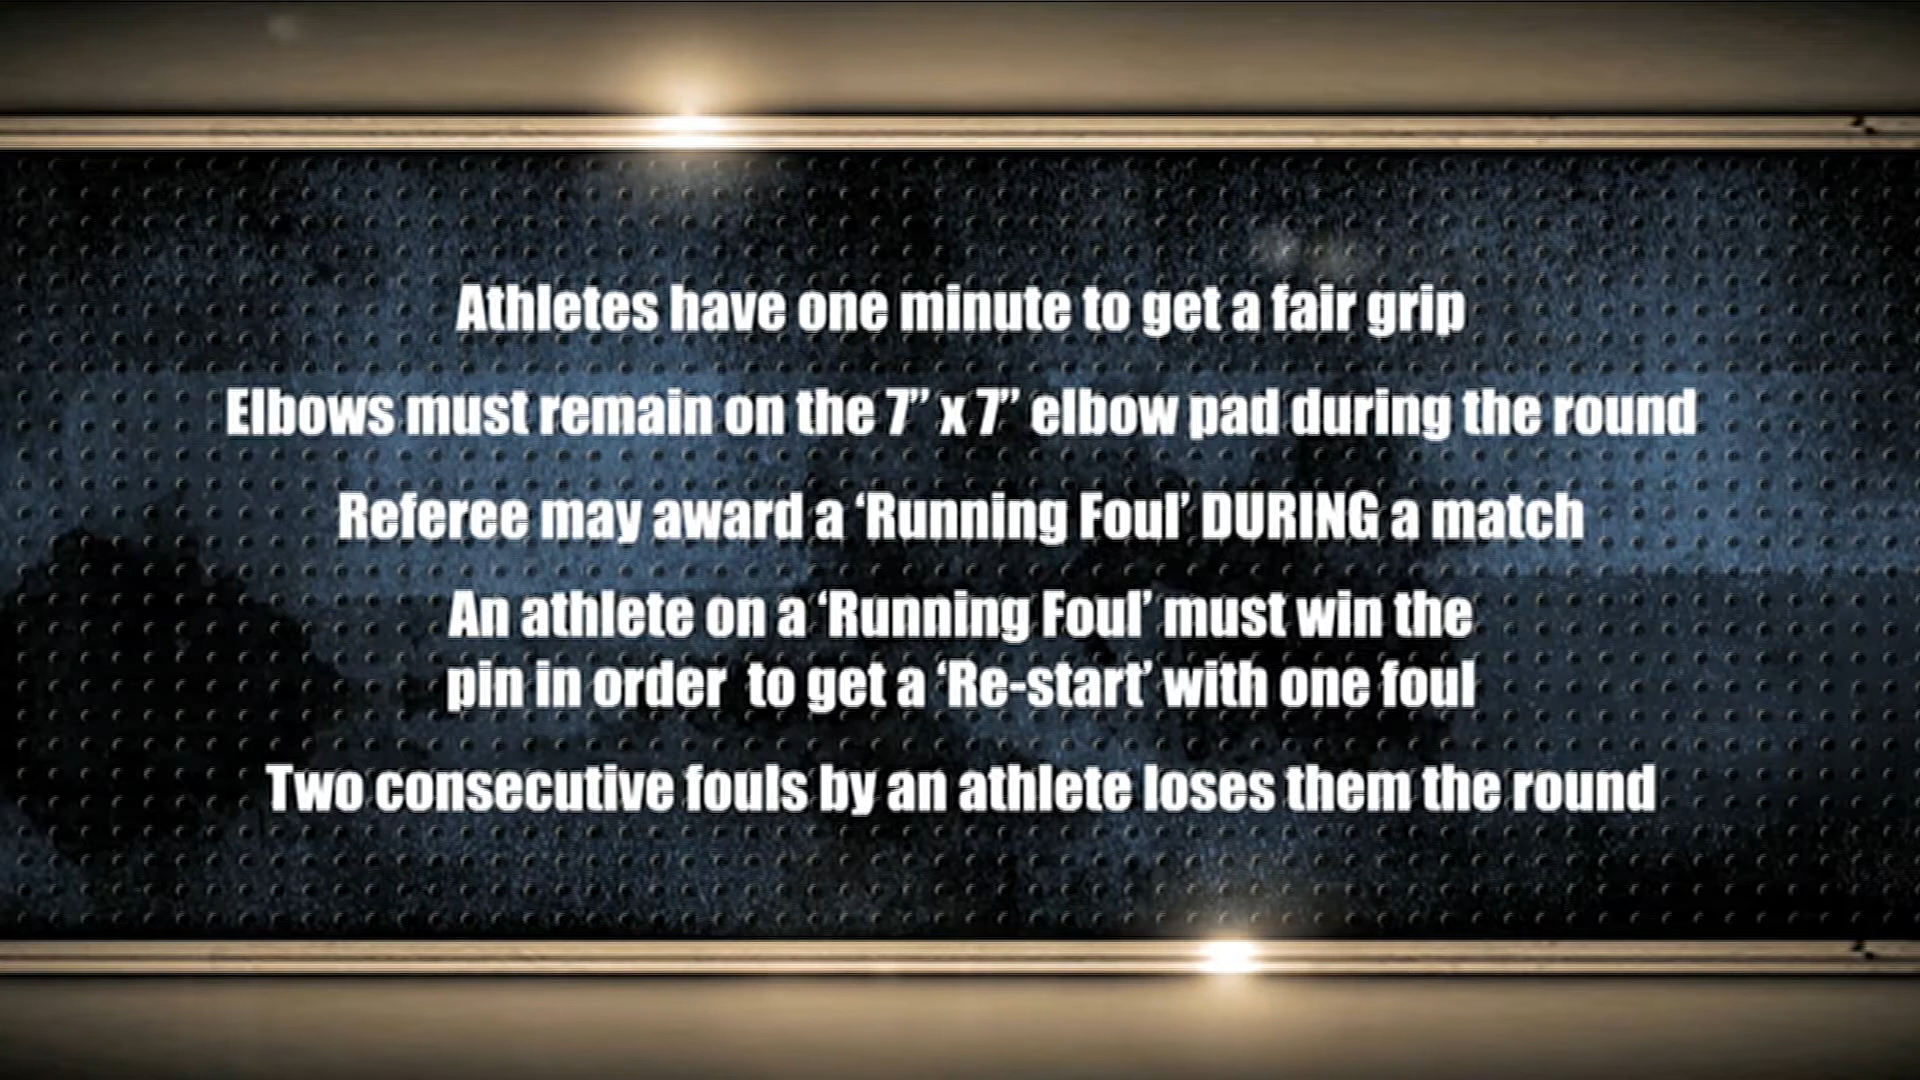 Athletes have one minute to get a fair grip
Elbows must remain on the 7” x 7” elbow pad during the round
Referee may award a ‘Running Foul’ DURING a match
An athlete on a ‘Running Foul’ must win the
pin in order  to get a ‘Re-start’ with one foul
Two consecutive fouls by an athlete loses them the round